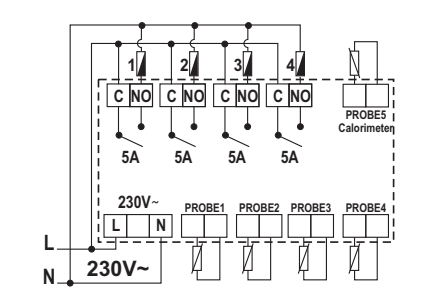 1 2 3 4
C NO C NO C NO C NO
PROBE5
Calorimeter
5A 5A 5A 5A
230V~
PROBE1 PROBE2 PROBE3 PROBE4
L N
L
N 230V~